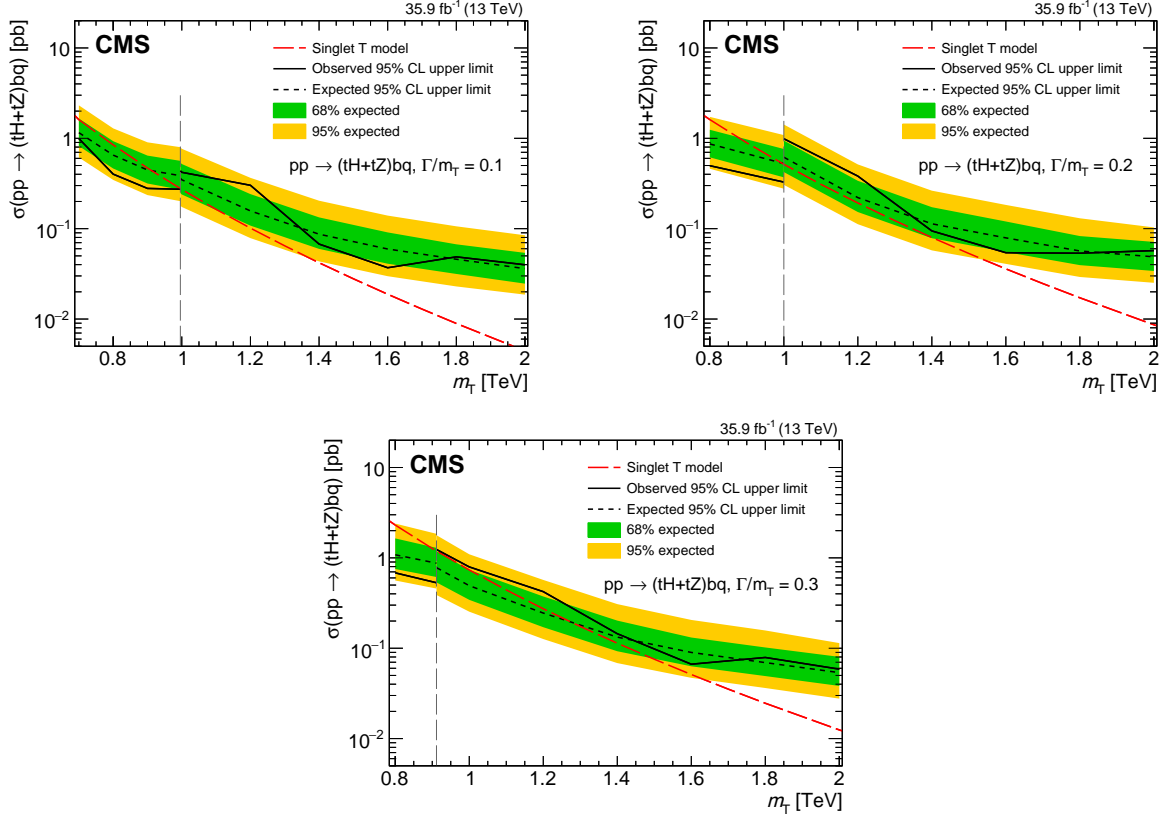 35.9 fb⁻¹ (13 TeV)
CMS
Singlet T model
Observed 95% CL upper limit
Expected 95% CL upper limit
68% expected
95% expected
pp → (tH+tZ)bq, Γ/m_T = 0.1
σ(pp → (tH+tZ)bq) [pb]
10
1
10⁻¹
10⁻²
0.8 1 1.2 1.4 1.6 1.8 2
m_T [TeV]
35.9 fb⁻¹ (13 TeV)
CMS
Singlet T model
Observed 95% CL upper limit
Expected 95% CL upper limit
68% expected
95% expected
pp → (tH+tZ)bq, Γ/m_T = 0.2
σ(pp → (tH+tZ)bq) [pb]
10
1
10⁻¹
10⁻²
0.8 1 1.2 1.4 1.6 1.8 2
m_T [TeV]
35.9 fb⁻¹ (13 TeV)
CMS
Singlet T model
Observed 95% CL upper limit
Expected 95% CL upper limit
68% expected
95% expected
pp → (tH+tZ)bq, Γ/m_T = 0.3
σ(pp → (tH+tZ)bq) [pb]
10
1
10⁻¹
10⁻²
0.8 1 1.2 1.4 1.6 1.8 2
m_T [TeV]